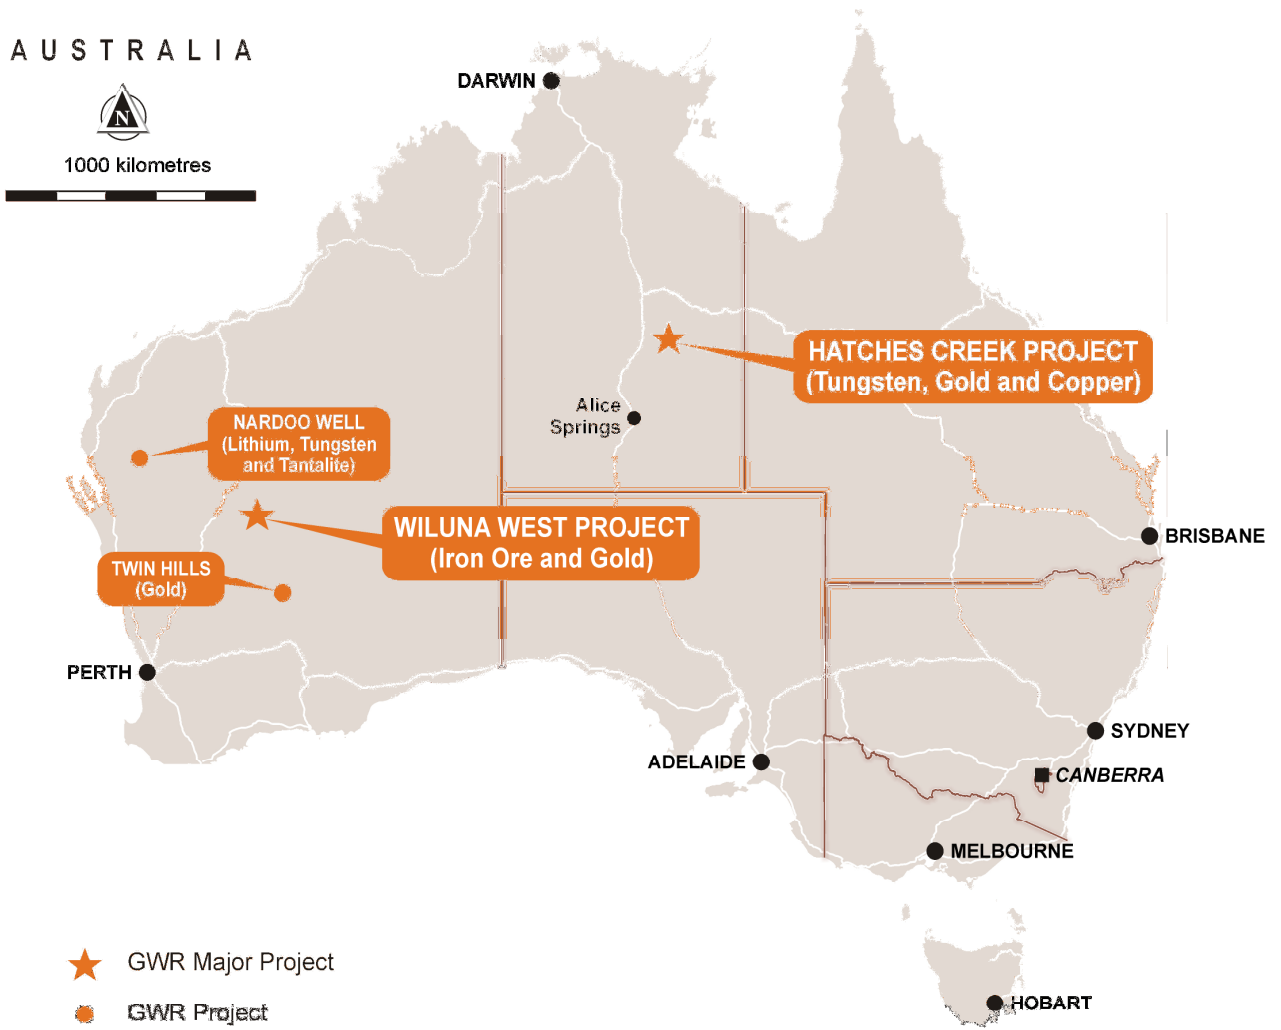 AUSTRALIA
N
1000 kilometres
DARWIN
HATCHES CREEK PROJECT
(Tungsten, Gold and Copper)
Alice
Springs
NARDOO WELL
(Lithium, Tungsten
and Tantalite)
WILUNA WEST PROJECT
(Iron Ore and Gold)
BRISBANE
TWIN HILLS
(Gold)
PERTH
SYDNEY
ADELAIDE
CANBERRA
MELBOURNE
GWR Major Project
GWR Project
HOBART